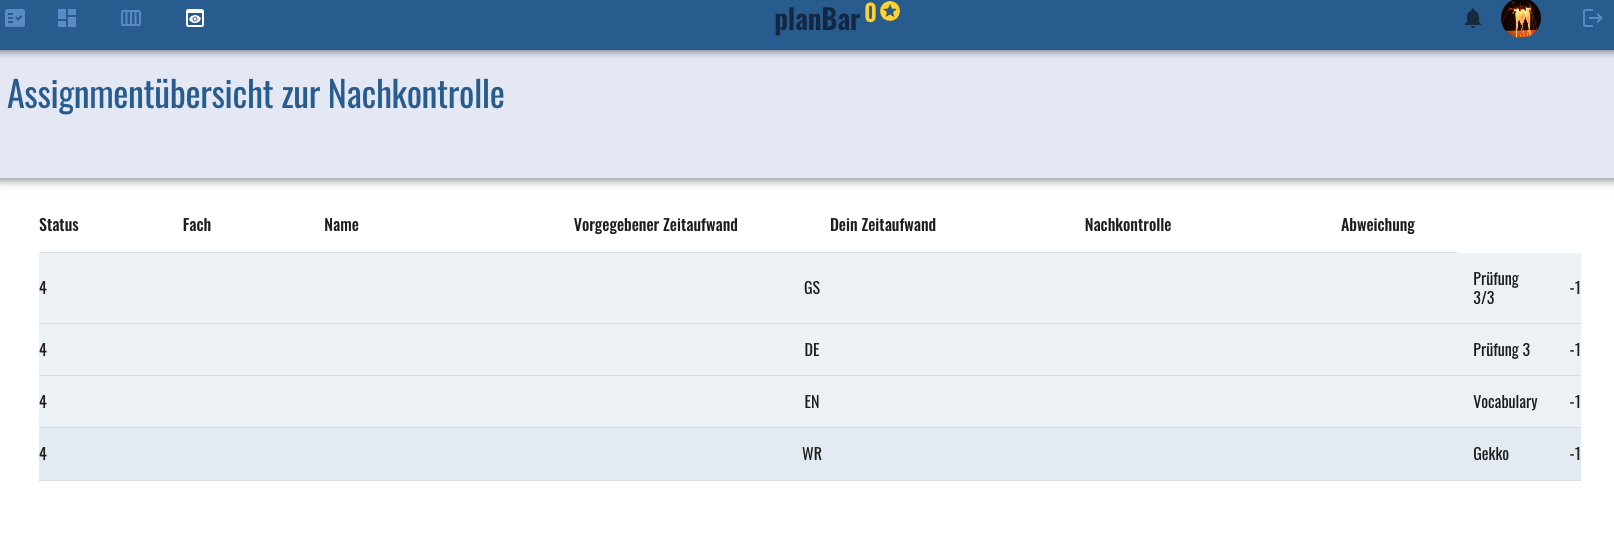 planBar 0
Assignmentübersicht zur Nachkontrolle
Status Fach Name Vorgegebener Zeitaufwand Dein Zeitaufwand Nachkontrolle Abweichung
4 GS Prüfung 3/3 -1
4 DE Prüfung 3 -1
4 EN Vocabulary -1
4 WR Gekko -1